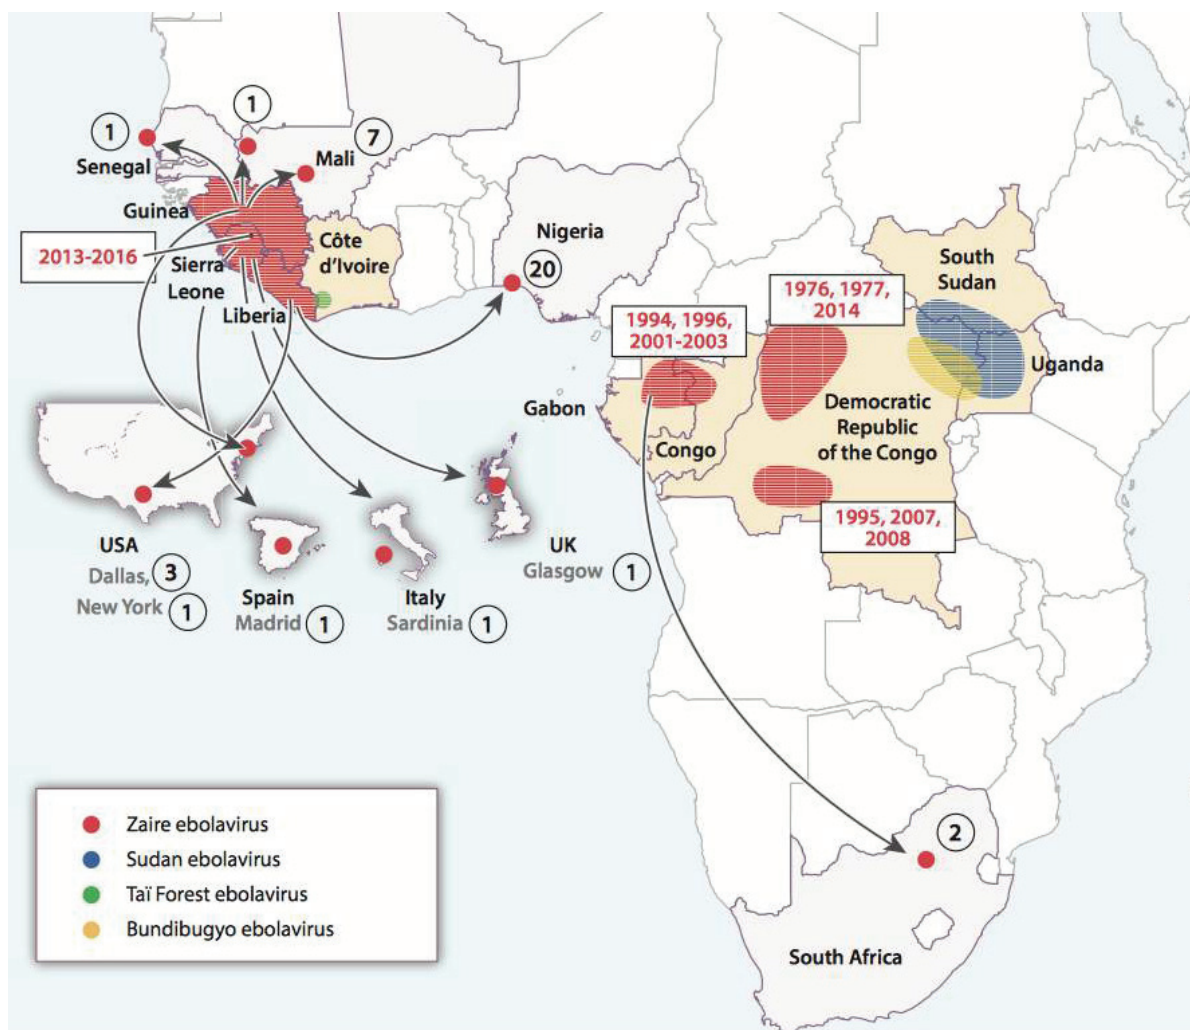 1
1
7
Senegal
Mali
Guinea
2013-2016
Sierra
Leone
Liberia
Côte
d'Ivoire
Nigeria
20
1994, 1996,
2001-2003
1976, 1977,
2014
South
Sudan
Uganda
Gabon
Congo
Democratic
Republic
of the Congo
1995, 2007,
2008
USA
Dallas, 3
New York 1
Spain
Madrid 1
Italy
Sardinia 1
UK
Glasgow 1
2
South Africa
Zaire ebolavirus
Sudan ebolavirus
Taï Forest ebolavirus
Bundibugyo ebolavirus